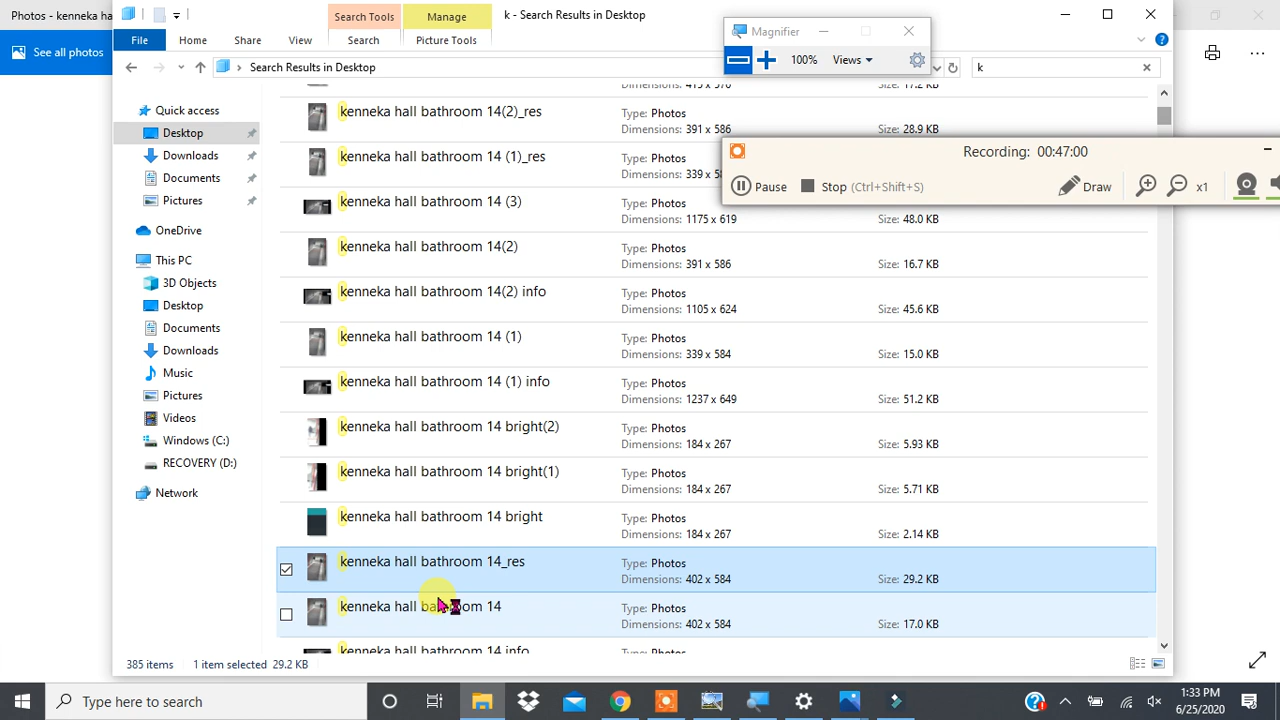 Photos - kenneka ha
See all photos
Search Tools
Manage
k - Search Results in Desktop
File
Home
Share
View
Search
Picture Tools
Magnifier
100%
Views
Search Results in Desktop
k
Recording: 00:47:00
Pause
Stop (Ctrl+Shift+S)
Draw
x1
Quick access
Desktop
Downloads
Documents
Pictures
OneDrive
This PC
3D Objects
Desktop
Documents
Downloads
Music
Pictures
Videos
Windows (C:)
RECOVERY (D:)
Network
kenneka hall bathroom 14(2)_res
Type: Photos
Dimensions: 391 x 586
Size: 28.9 KB
kenneka hall bathroom 14 (1)_res
Type: Photos
Dimensions: 339 x 58
kenneka hall bathroom 14 (3)
Type: Photos
Dimensions: 1175 x 619
Size: 48.0 KB
kenneka hall bathroom 14(2)
Type: Photos
Dimensions: 391 x 586
Size: 16.7 KB
kenneka hall bathroom 14(2) info
Type: Photos
Dimensions: 1105 x 624
Size: 45.6 KB
kenneka hall bathroom 14 (1)
Type: Photos
Dimensions: 339 x 584
Size: 15.0 KB
kenneka hall bathroom 14 (1) info
Type: Photos
Dimensions: 1237 x 649
Size: 51.2 KB
kenneka hall bathroom 14 bright(2)
Type: Photos
Dimensions: 184 x 267
Size: 5.93 KB
kenneka hall bathroom 14 bright(1)
Type: Photos
Dimensions: 184 x 267
Size: 5.71 KB
kenneka hall bathroom 14 bright
Type: Photos
Dimensions: 184 x 267
Size: 2.14 KB
kenneka hall bathroom 14_res
Type: Photos
Dimensions: 402 x 584
Size: 29.2 KB
kenneka hall bathroom 14
Type: Photos
Dimensions: 402 x 584
Size: 17.0 KB
kenneka hall bathroom 14 info
385 items
1 item selected 29.2 KB
Type here to search
1:33 PM
6/25/2020